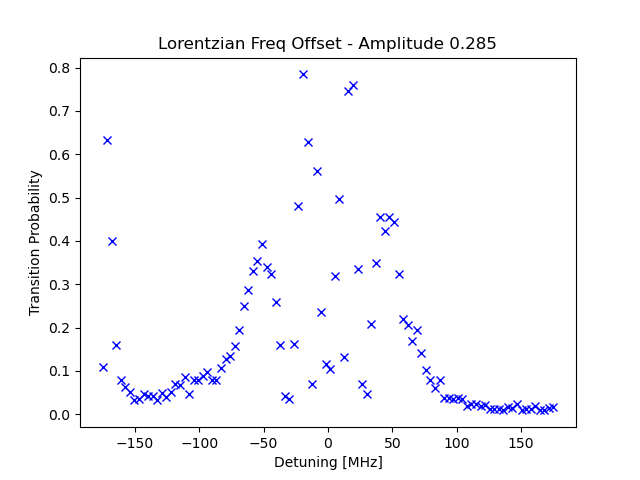 Lorentzian Freq Offset - Amplitude 0.285
0.8
0.7
0.6
0.5
0.4
0.3
0.2
0.1
0.0
Transition Probability
−150 −100 −50 0 50 100 150
Detuning [MHz]